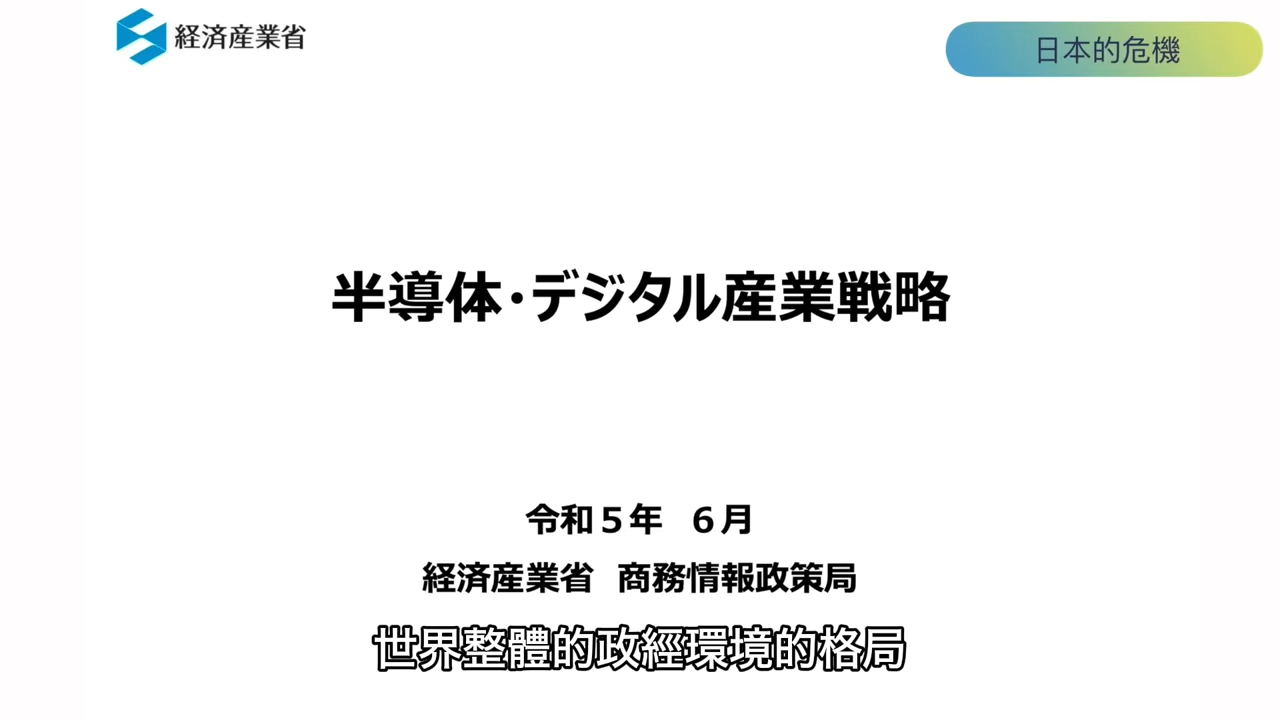 経済産業省
日本的危機
半導体・デジタル産業戦略
令和５年 ６月
経済産業省 商務情報政策局
世界整體的政經環境的格局